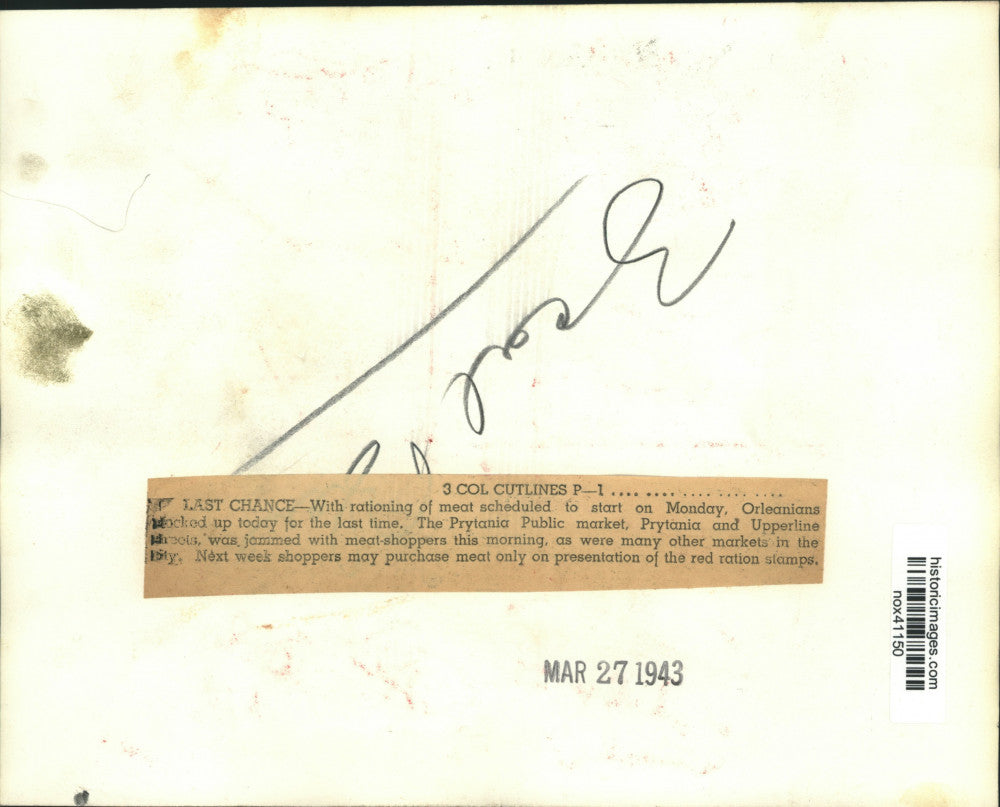 3 COL CUTLINES P—1 .... .... .... .... ....
LAST CHANCE—With rationing of meat scheduled to start on Monday, Orleanians
up today for the last time. The Prytania Public market, Prytania and Upperline
was jammed with meat-shoppers this morning, as were many other markets in the
Next week shoppers may purchase meat only on presentation of the red ration stamps.
MAR 27 1943
historicimages.com
nox41150